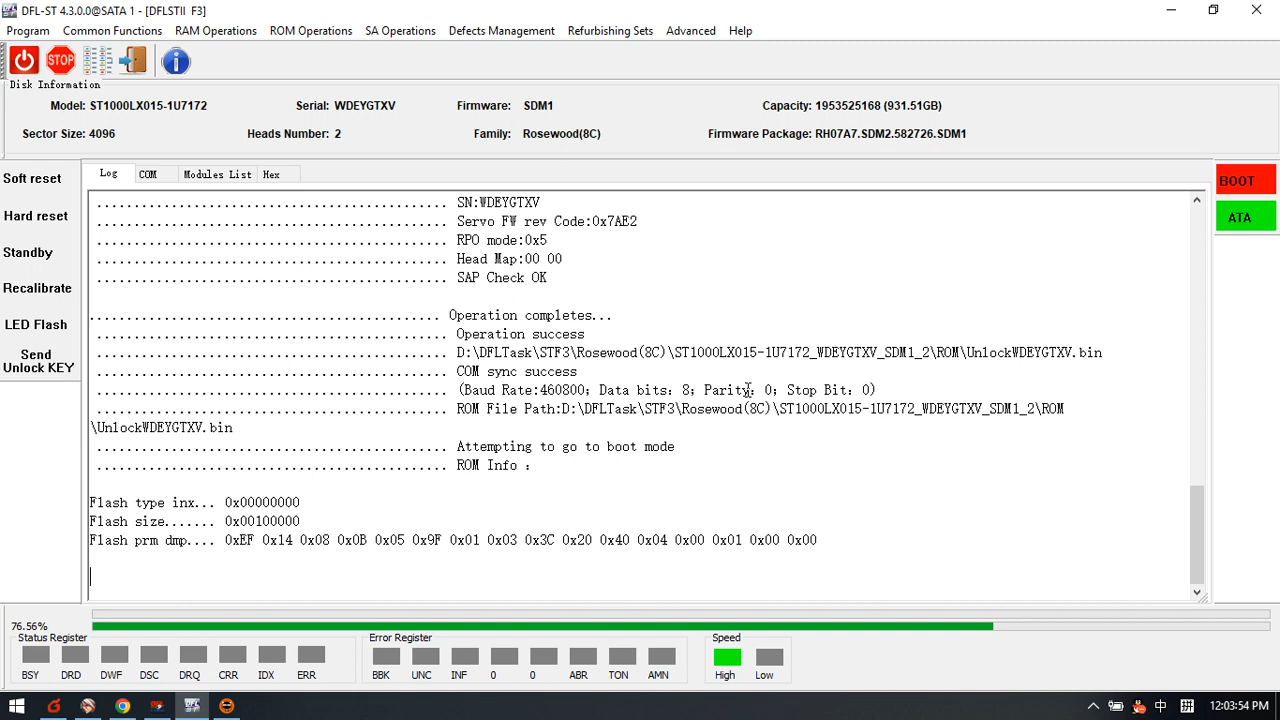 DFL-ST 4.3.0.0@SATA 1 - [DFLSTII F3]
Program Common Functions RAM Operations ROM Operations SA Operations Defects Management Refurbishing Sets Advanced Help
STOP
Disk Information
Model: ST1000LX015-1U7172 Serial: WDEYGTXV Firmware: SDM1 Capacity: 1953525168 (931.51GB)
Sector Size: 4096 Heads Number: 2 Family: Rosewood(8C) Firmware Package: RH07A7.SDM2.582726.SDM1
Log COM Modules List Hex
Soft reset
Hard reset
Standby
Recalibrate
LED Flash
Send
Unlock KEY
BOOT
ATA
............................................... SN:WDEYGTXV
............................................... Servo FW rev Code:0x7AE2
............................................... RPO mode:0x5
............................................... Head Map:00 00
............................................... SAP Check OK
............................................... Operation completes...
............................................... Operation success
............................................... D:\DFLTask\STF3\Rosewood(8C)\ST1000LX015-1U7172_WDEYGTXV_SDM1_2\ROM\UnlockWDEYGTXV.bin
............................................... COM sync success
............................................... (Baud Rate:460800; Data bits: 8; Parity: 0; Stop Bit: 0)
............................................... ROM File Path:D:\DFLTask\STF3\Rosewood(8C)\ST1000LX015-1U7172_WDEYGTXV_SDM1_2\ROM
\UnlockWDEYGTXV.bin
............................................... Attempting to go to boot mode
............................................... ROM Info :
Flash type inx... 0x00000000
Flash size....... 0x00100000
Flash prm dmp.... 0xEF 0x14 0x08 0x0B 0x05 0x9F 0x01 0x03 0x3C 0x20 0x40 0x04 0x00 0x01 0x00 0x00
76.56%
Status Register Error Register Speed
BSY DRD DWF DSC DRQ CRR IDX ERR BBK UNC INF 0 0 ABR TON AMN High Low
中 拼 12:03:54 PM